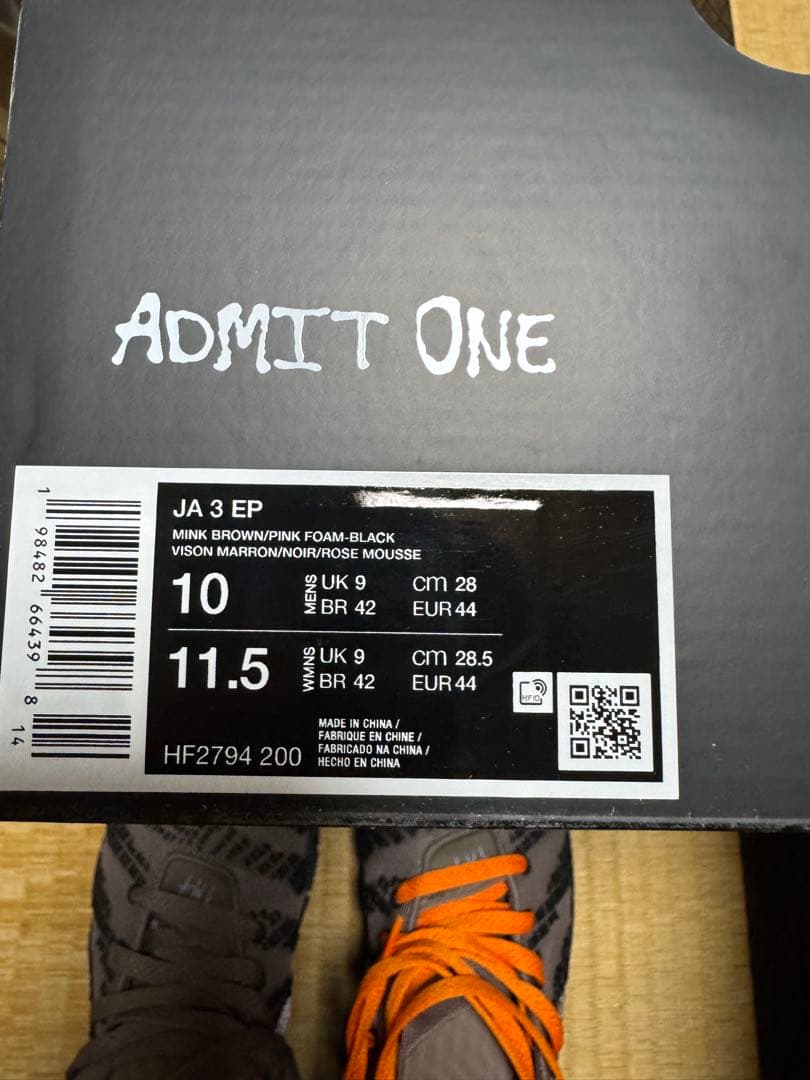 ADMIT ONE
JA 3 EP
MINK BROWN/PINK FOAM-BLACK
VISON MARRON/NOIR/ROSE MOUSSE
10 MENS UK 9 cm 28
BR 42 EUR 44
11.5 WMNS UK 9 cm 28.5
BR 42 EUR 44
MADE IN CHINA /
FABRIQUE EN CHINE /
FABRICADO NA CHINA /
HECHO EN CHINA
HF2794 200
1 98482 66439 8 14